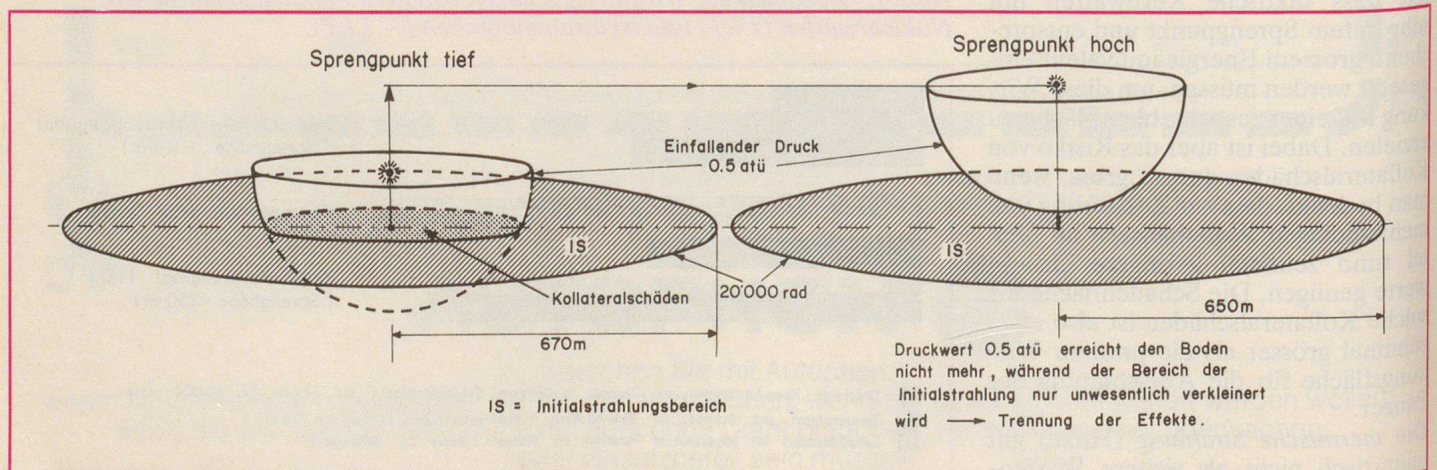 Sprengpunkt tief
Sprengpunkt hoch
Einfallender Druck
0.5 atü
IS
IS
Kollateralschäden
20'000 rad
670m
650m
IS = Initialstrahlungsbereich
Druckwert 0.5 atü erreicht den Boden
nicht mehr, während der Bereich der
Initialstrahlung nur unwesentlich verkleinert
wird → Trennung der Effekte.